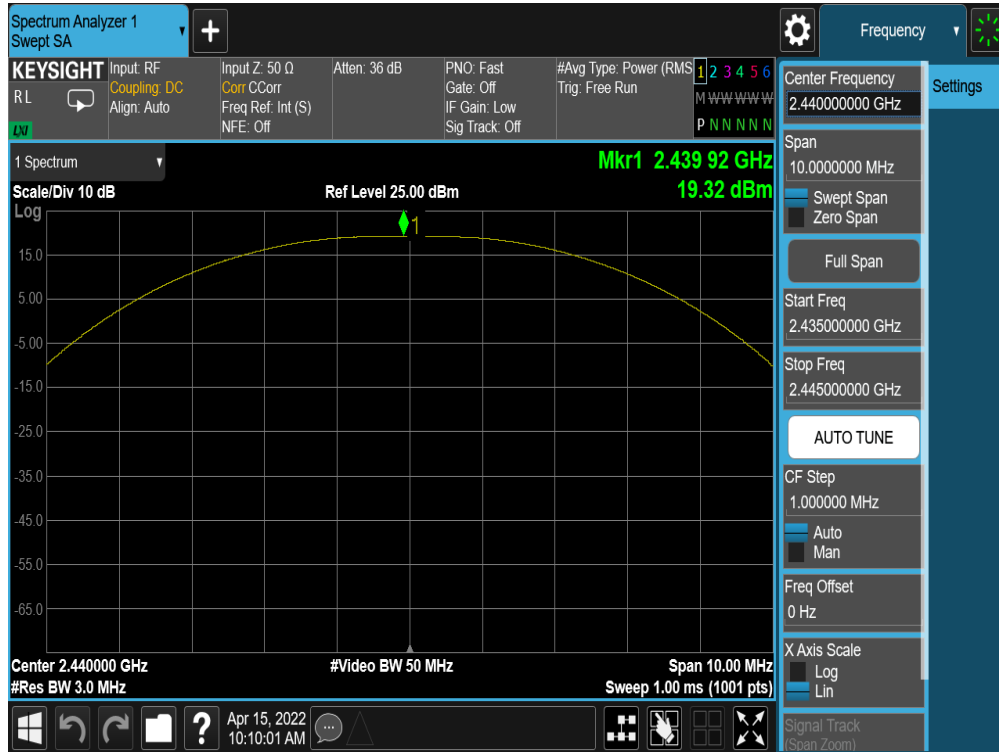 Spectrum Analyzer 1
Swept SA
+
Frequency
KEYSIGHT
RL
LXI
Input: RF
Coupling: DC
Align: Auto
Input Z: 50 Ω
Corr CCorr
Freq Ref: Int (S)
NFE: Off
Atten: 36 dB
PNO: Fast
Gate: Off
IF Gain: Low
Sig Track: Off
#Avg Type: Power (RMS
Trig: Free Run
1 2 3 4 5 6
M W W W W W
P N N N N N
1 Spectrum
Mkr1 2.439 92 GHz
Scale/Div 10 dB
Ref Level 25.00 dBm
19.32 dBm
Log
1
15.0
5.00
-5.00
-15.0
-25.0
-35.0
-45.0
-55.0
-65.0
Center 2.440000 GHz
#Video BW 50 MHz
Span 10.00 MHz
#Res BW 3.0 MHz
Sweep 1.00 ms (1001 pts)
Center Frequency
2.440000000 GHz
Settings
Span
10.0000000 MHz
Swept Span
Zero Span
Full Span
Start Freq
2.435000000 GHz
Stop Freq
2.445000000 GHz
AUTO TUNE
CF Step
1.000000 MHz
Auto
Man
Freq Offset
0 Hz
X Axis Scale
Log
Lin
Signal Track
(Span Zoom)
?
Apr 15, 2022
10:10:01 AM